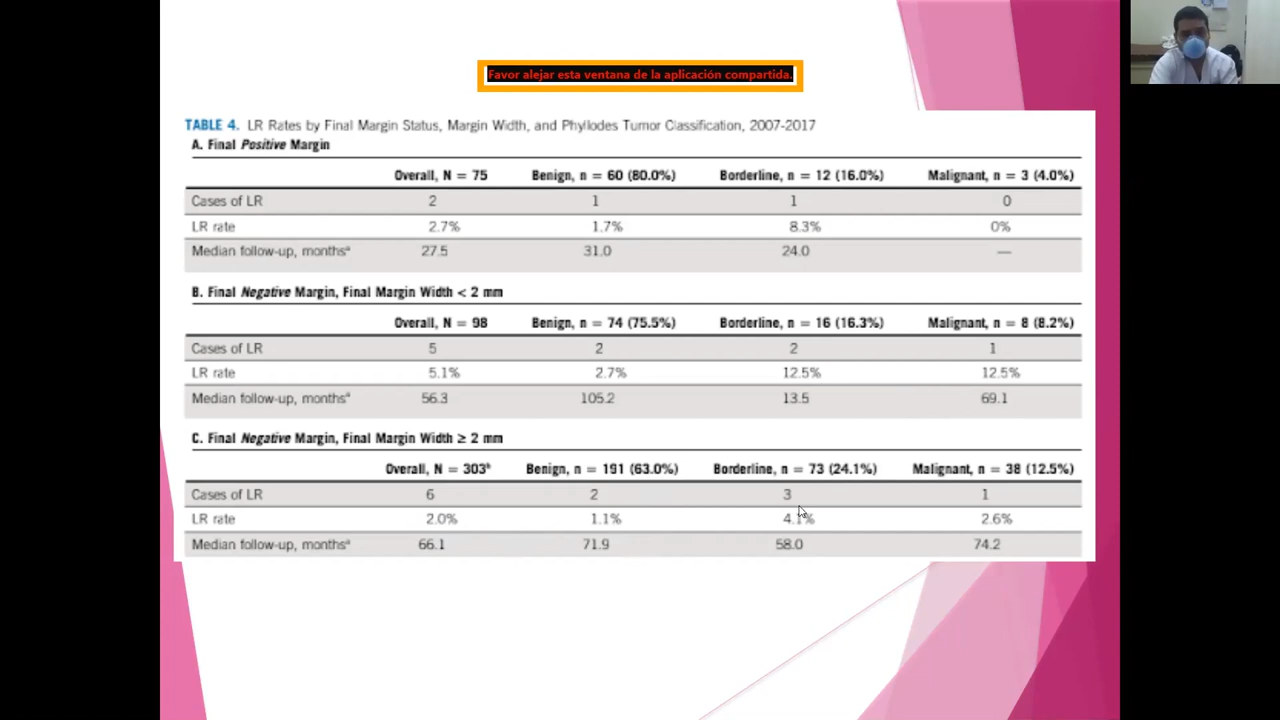 Favor alejar esta ventana de la aplicación compartida.
TABLE 4. LR Rates by Final Margin Status, Margin Width, and Phyllodes Tumor Classification, 2007-2017
A. Final Positive Margin
Overall, N = 75 Benign, n = 60 (80.0%) Borderline, n = 12 (16.0%) Malignant, n = 3 (4.0%)
Cases of LR 2 1 1 0
LR rate 2.7% 1.7% 8.3% 0%
Median follow-up, monthsª 27.5 31.0 24.0 —
B. Final Negative Margin, Final Margin Width < 2 mm
Overall, N = 98 Benign, n = 74 (75.5%) Borderline, n = 16 (16.3%) Malignant, n = 8 (8.2%)
Cases of LR 5 2 2 1
LR rate 5.1% 2.7% 12.5% 12.5%
Median follow-up, monthsª 56.3 105.2 13.5 69.1
C. Final Negative Margin, Final Margin Width ≥ 2 mm
Overall, N = 303ᵇ Benign, n = 191 (63.0%) Borderline, n = 73 (24.1%) Malignant, n = 38 (12.5%)
Cases of LR 6 2 3 1
LR rate 2.0% 1.1% 4.1% 2.6%
Median follow-up, monthsª 66.1 71.9 58.0 74.2